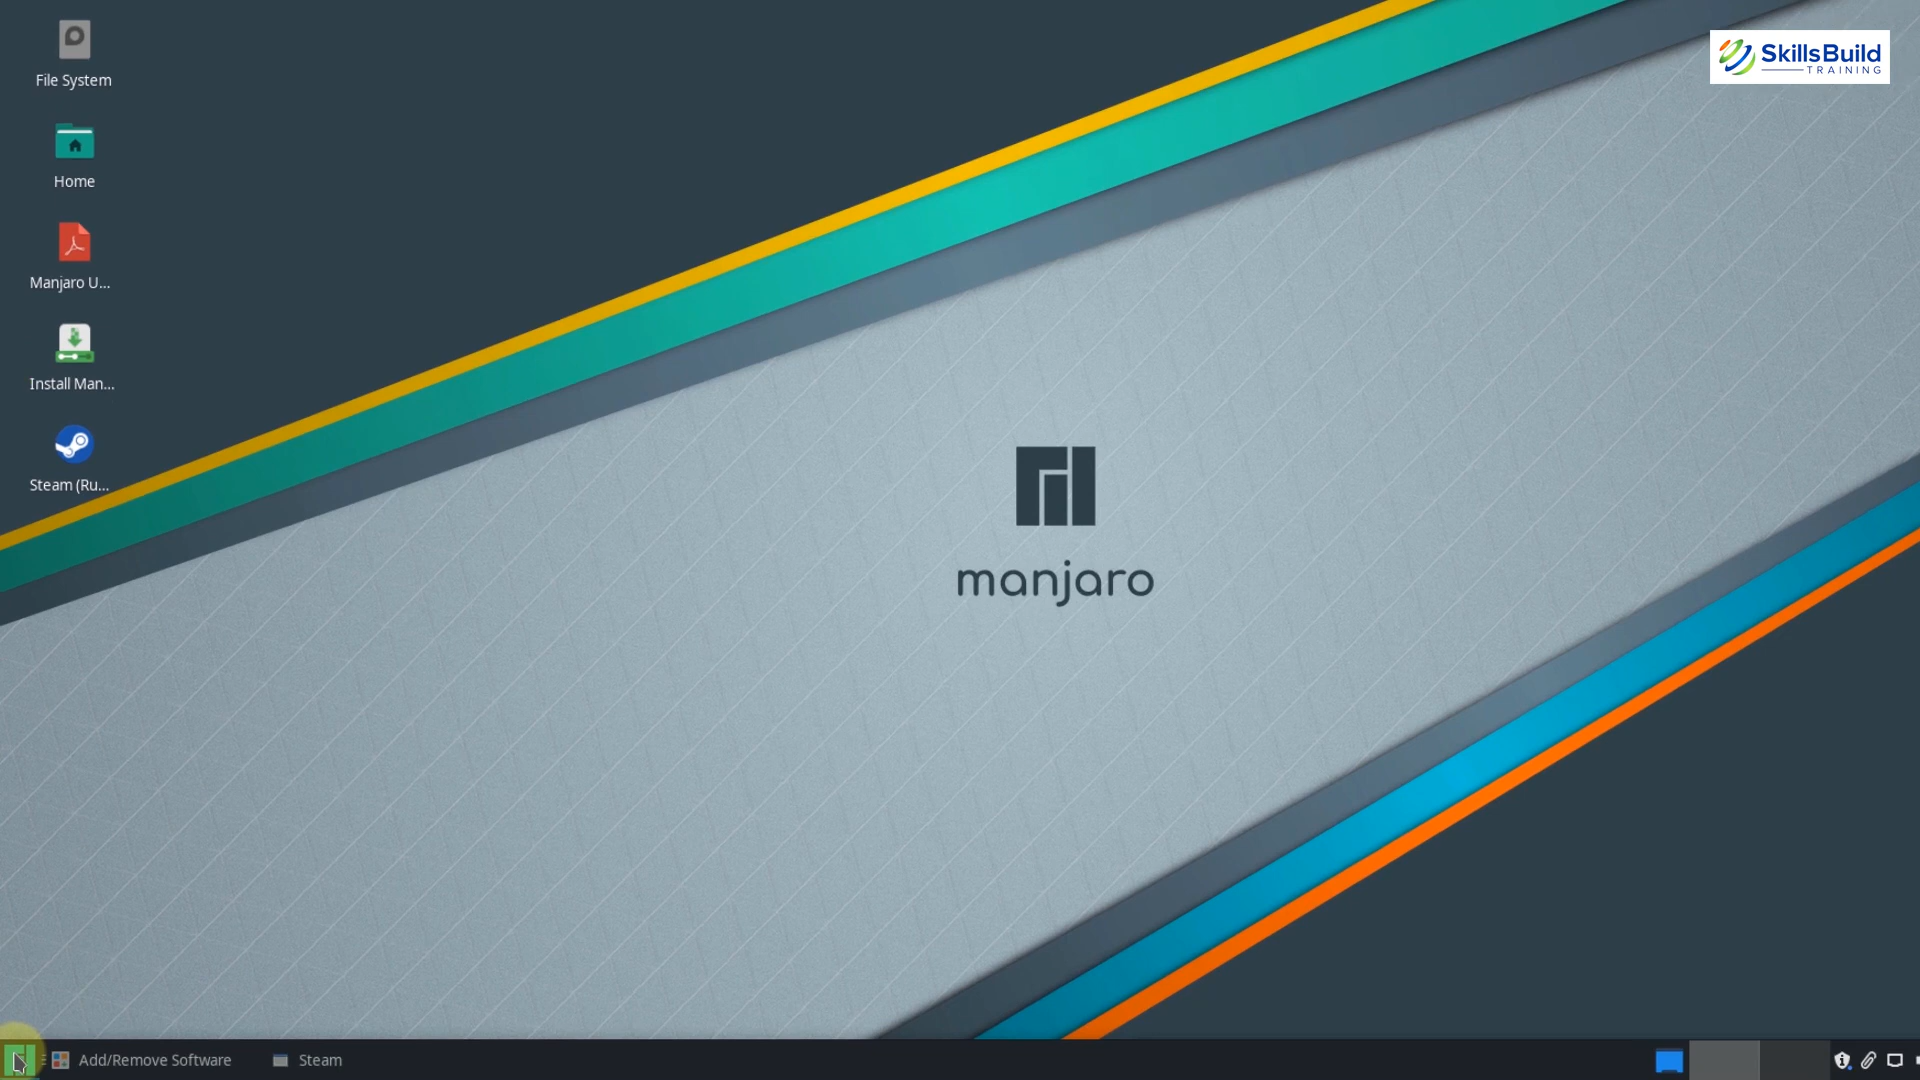 File System
SkillsBuild
TRAINING
Home
Manjaro U...
Install Man...
Steam (Ru...
manjaro
Add/Remove Software
Steam